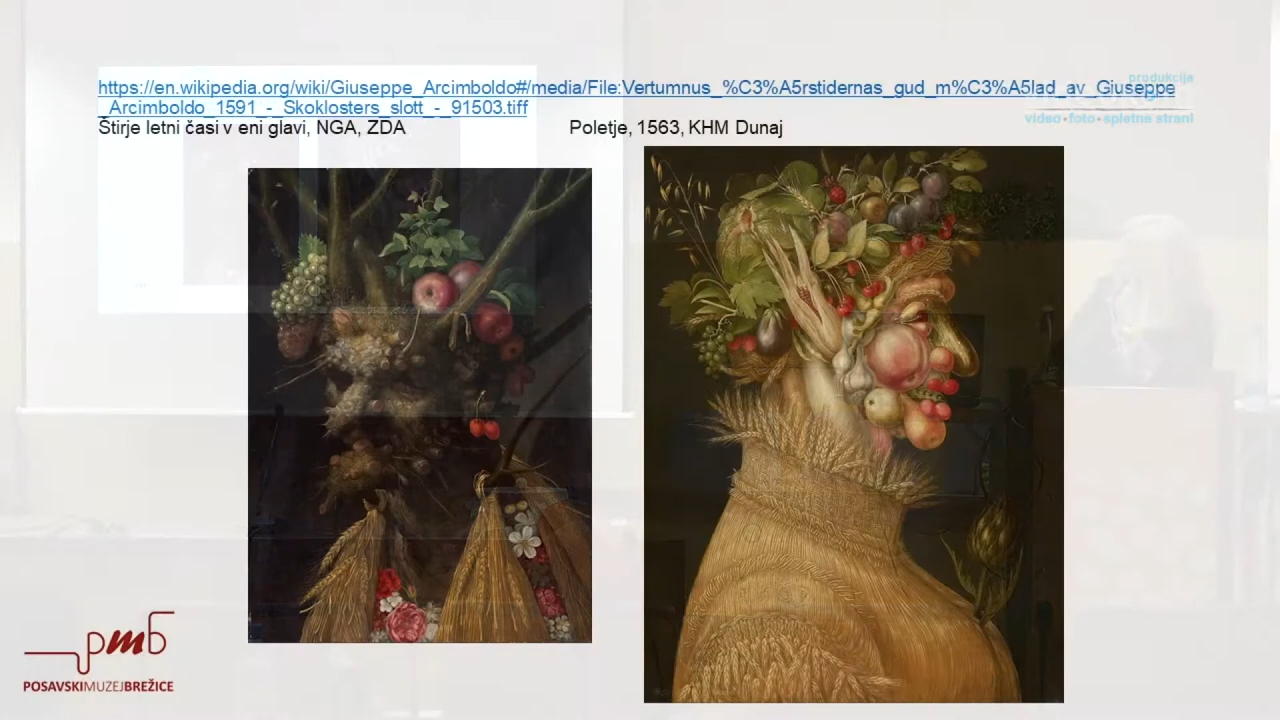 https://en.wikipedia.org/wiki/Giuseppe_Arcimboldo#/media/File:Vertumnus_%C3%A5rstidernas_gud_m%C3%A5lad_av_Giuseppe
_Arcimboldo_1591_-_Skoklosters_slott_-_91503.tiff
Štirje letni časi v eni glavi, NGA, ZDA
Poletje, 1563, KHM Dunaj
produkcija
video•foto•spletne strani
pmb
POSAVSKIMUZEJBREŽICE